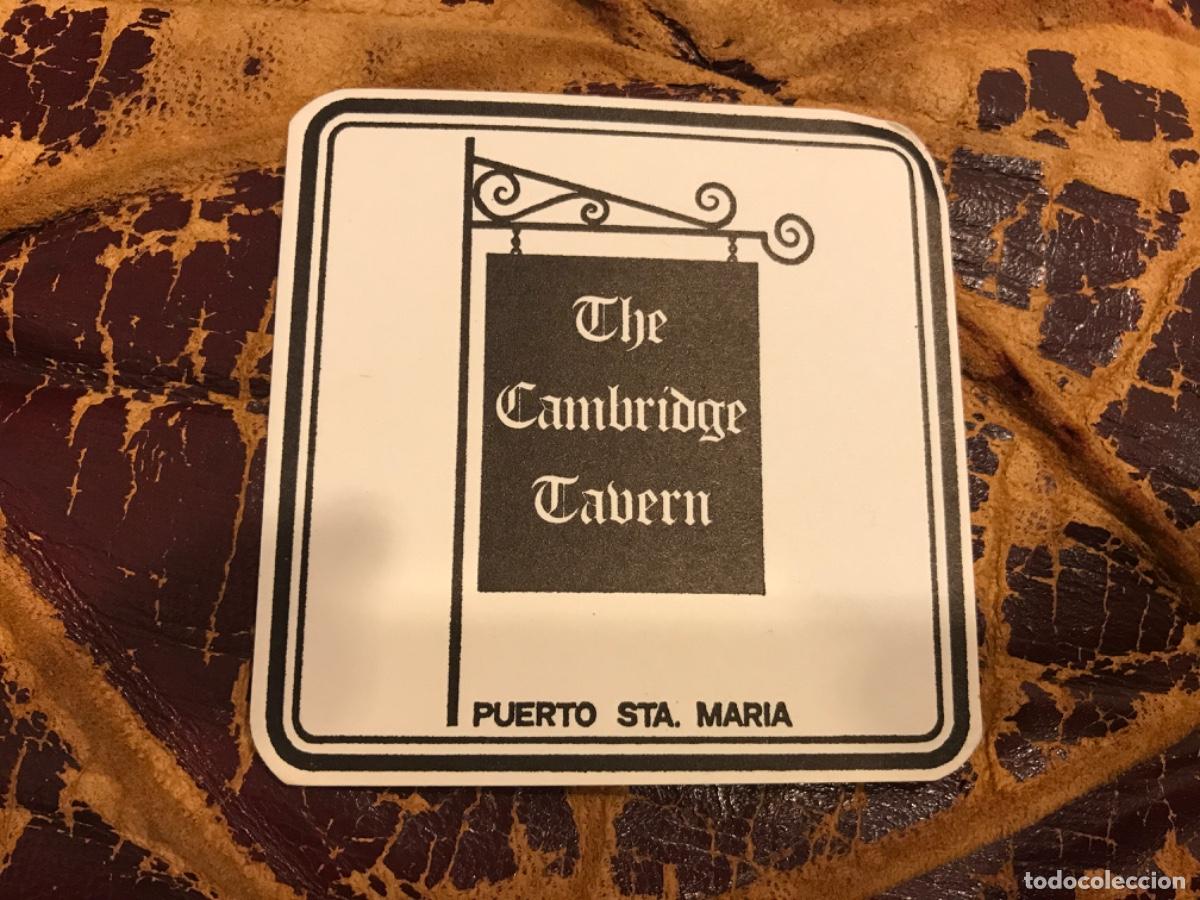 The
Cambridge
Tavern
PUERTO STA. MARIA
todocoleccion